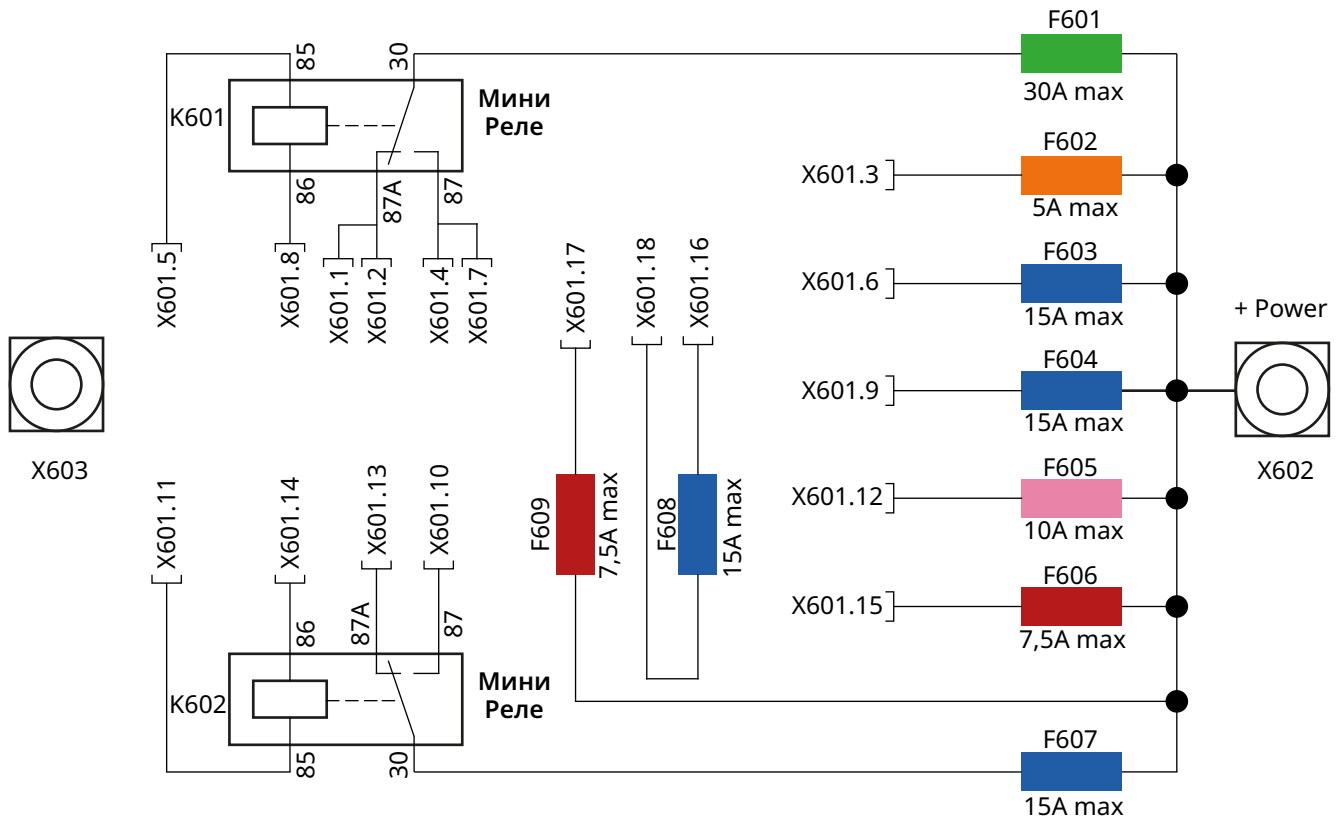 F601
30A max
85
30
K601
Мини
Реле
86
87A
87
X601.5
X601.8
X601.1
X601.2
X601.4
X601.7
F602
X601.3
5A max
F603
X601.6
15A max
F604
X601.9
15A max
F605
X601.12
10A max
F606
X601.15
7,5A max
+ Power
X602
X603
X601.17
X601.18
X601.16
F609
7,5A max
F608
15A max
X601.11
X601.14
X601.13
X601.10
86
87A
87
K602
Мини
Реле
85
30
F607
15A max